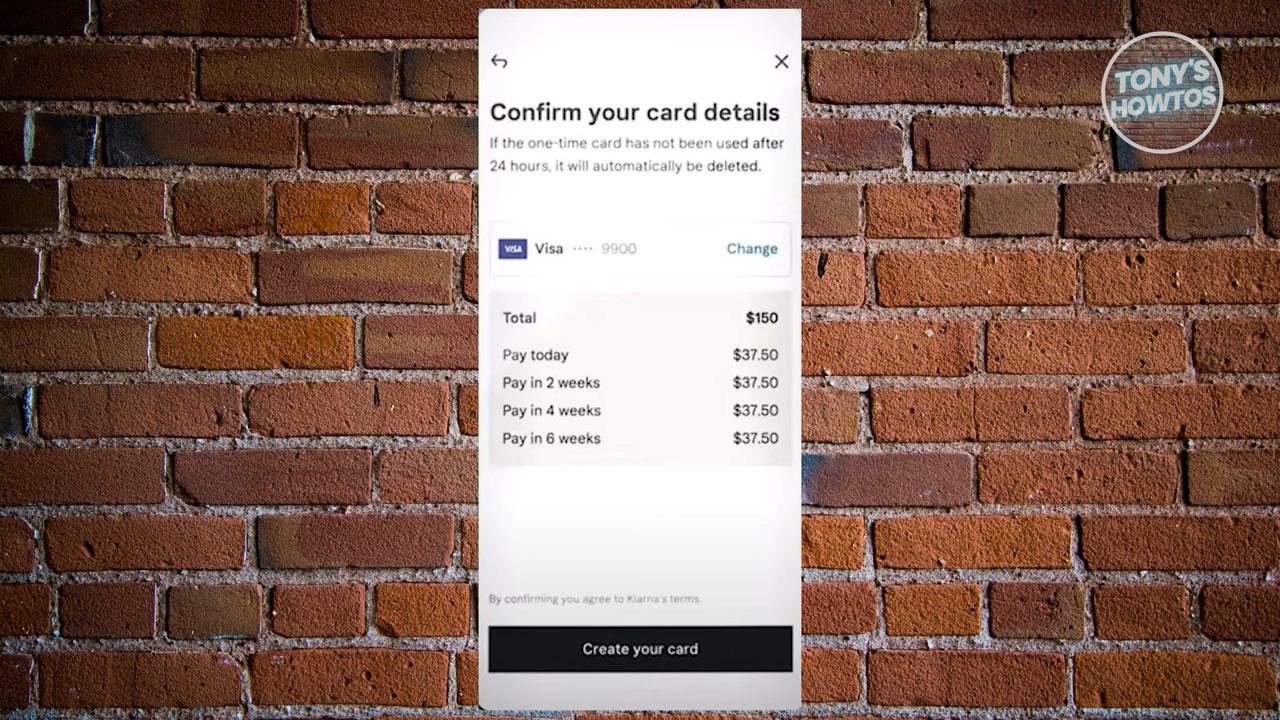 TONY'S
HOWTOS
Confirm your card details
If the one-time card has not been used after
24 hours, it will automatically be deleted.
VISA Visa •••• 9900 Change
Total $150
Pay today $37.50
Pay in 2 weeks $37.50
Pay in 4 weeks $37.50
Pay in 6 weeks $37.50
By confirming you agree to Klarna's terms.
Create your card